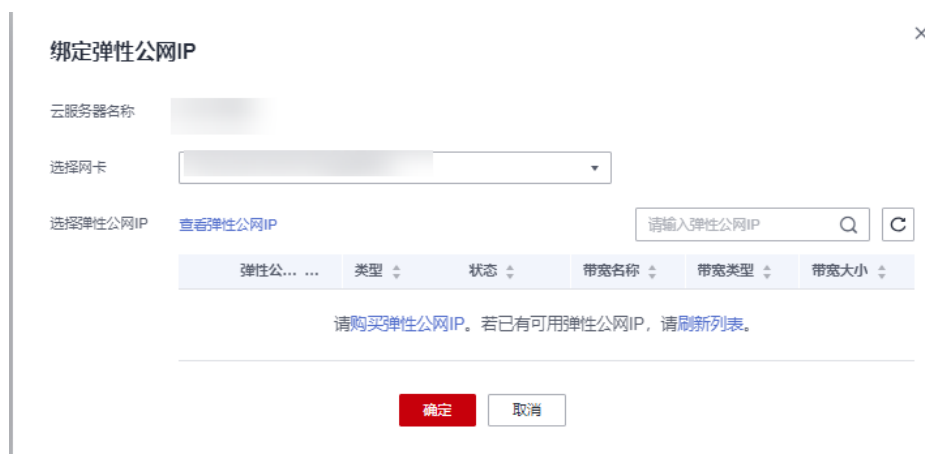 绑定弹性公网IP
云服务器名称
选择网卡
选择弹性公网IP 查看弹性公网IP 请输入弹性公网IP
弹性公... ... 类型 状态 带宽名称 带宽类型 带宽大小
请购买弹性公网IP。若已有可用弹性公网IP，请刷新列表。
确定 取消